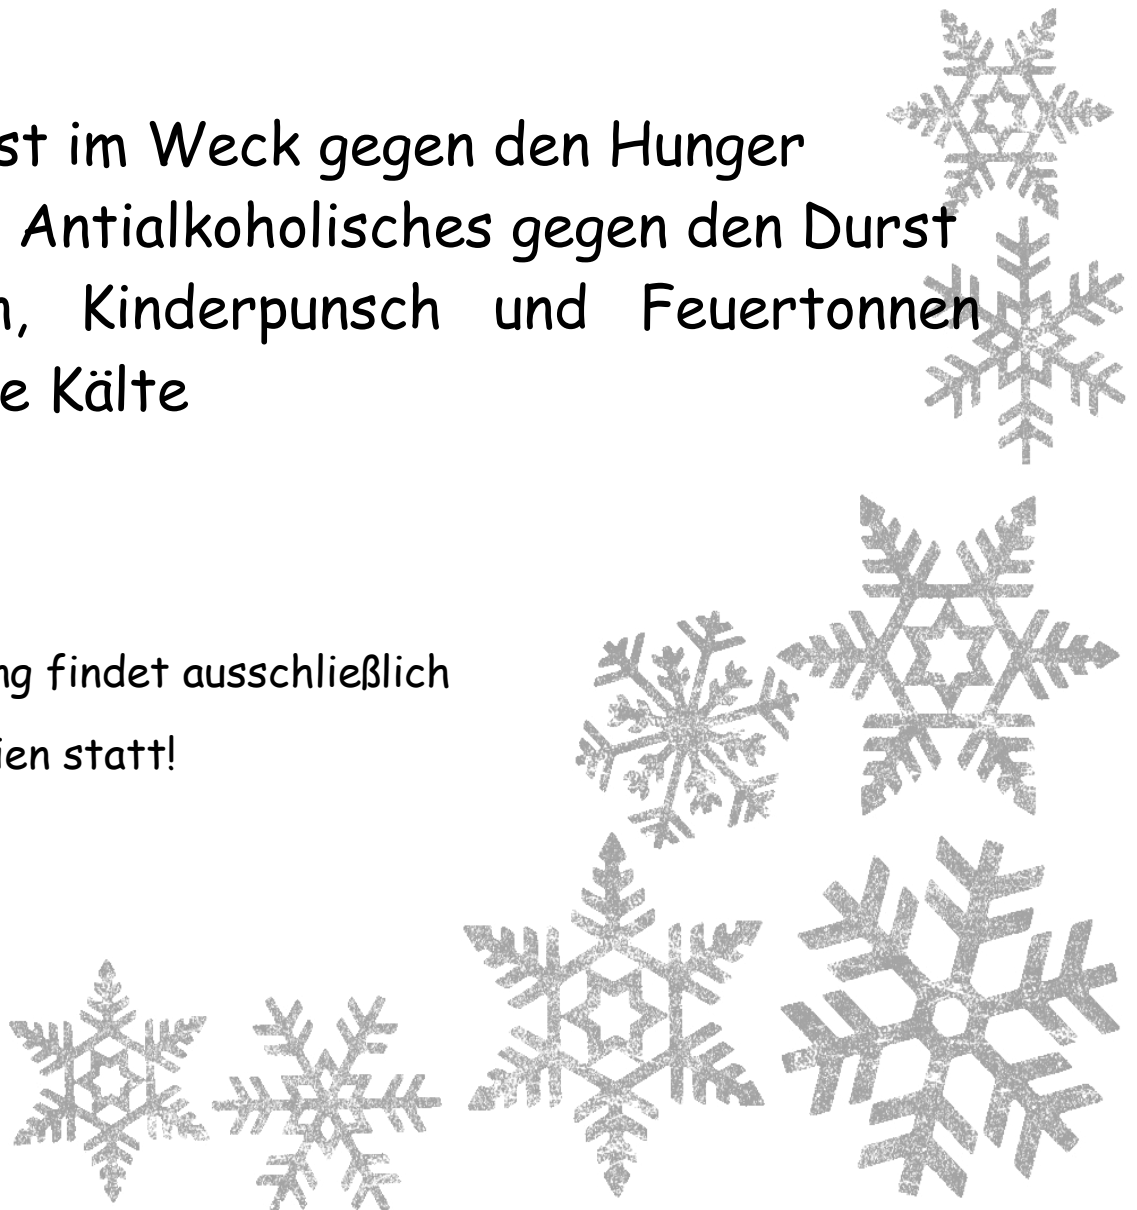 st im Weck gegen den Hunger
Antialkoholisches gegen den Durst
n, Kinderpunsch und Feuertonnen
e Kälte
ng findet ausschließlich
ien statt!